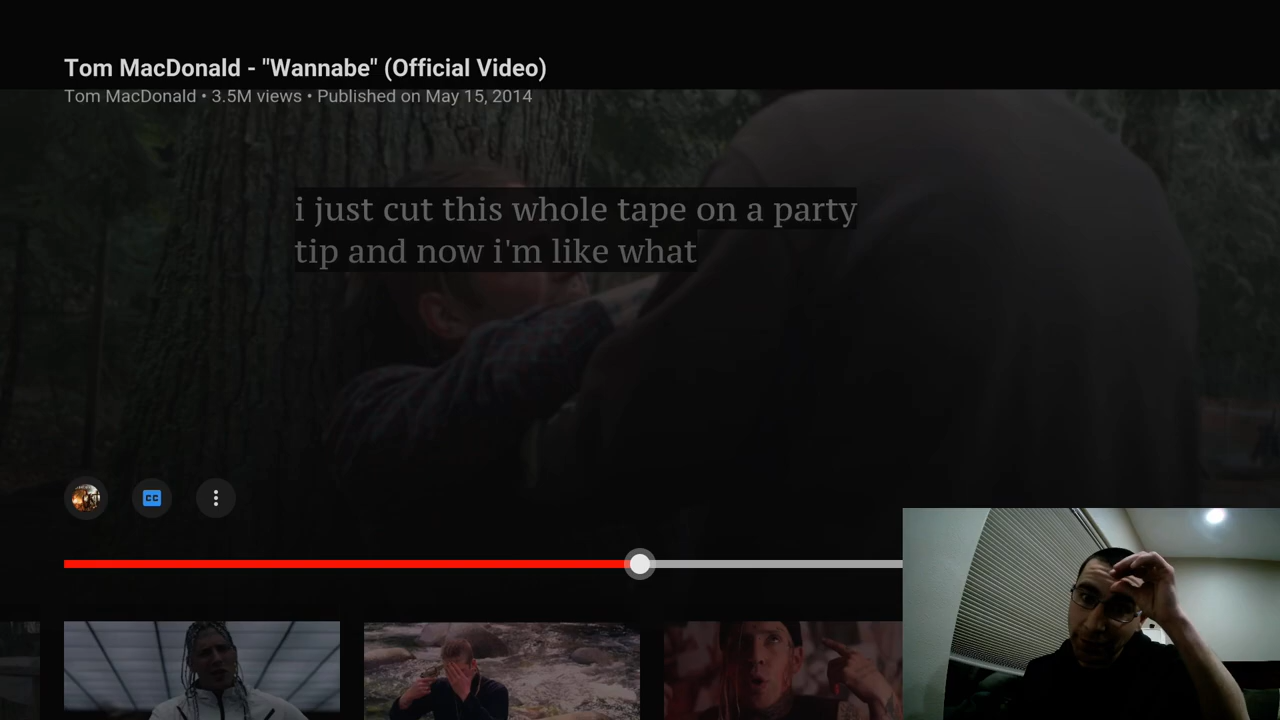 Tom MacDonald - "Wannabe" (Official Video)
Tom MacDonald • 3.5M views • Published on May 15, 2014
i just cut this whole tape on a party
tip and now i'm like what
CC